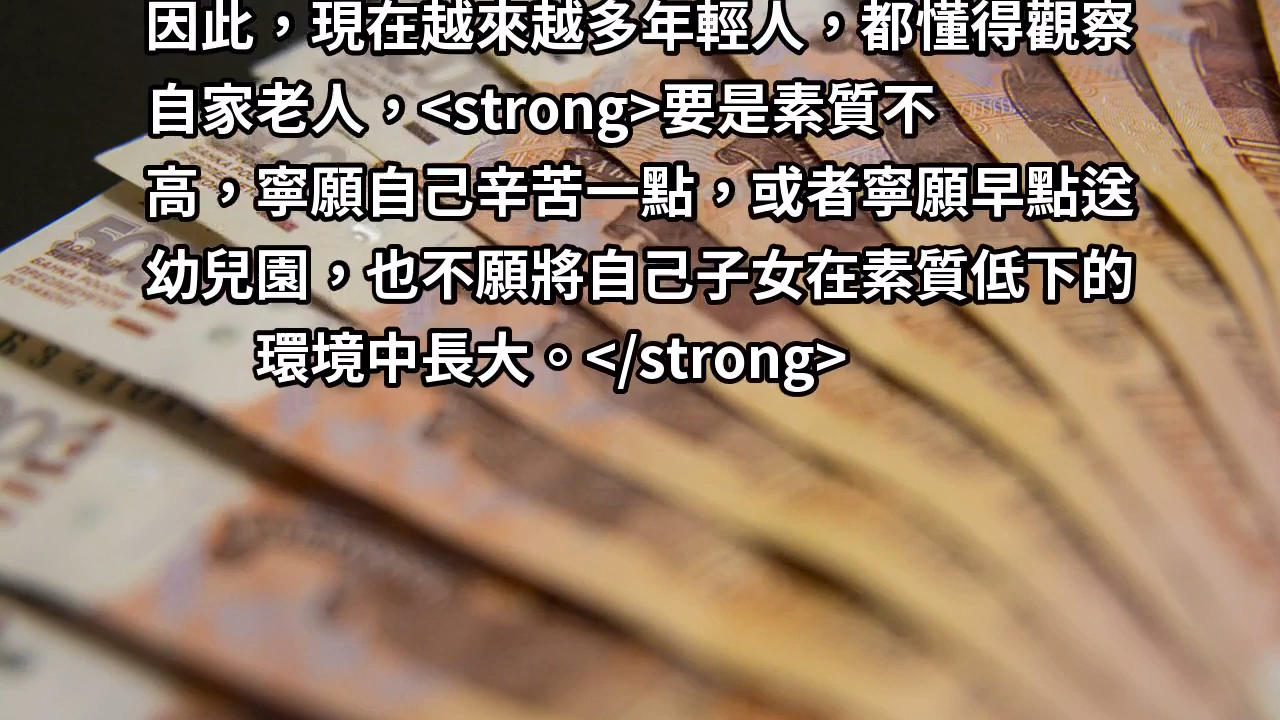 因此，現在越來越多年輕人，都懂得觀察
自家老人，<strong>要是素質不
高，寧願自己辛苦一點，或者寧願早點送
幼兒園，也不願將自己子女在素質低下的
環境中長大。</strong>